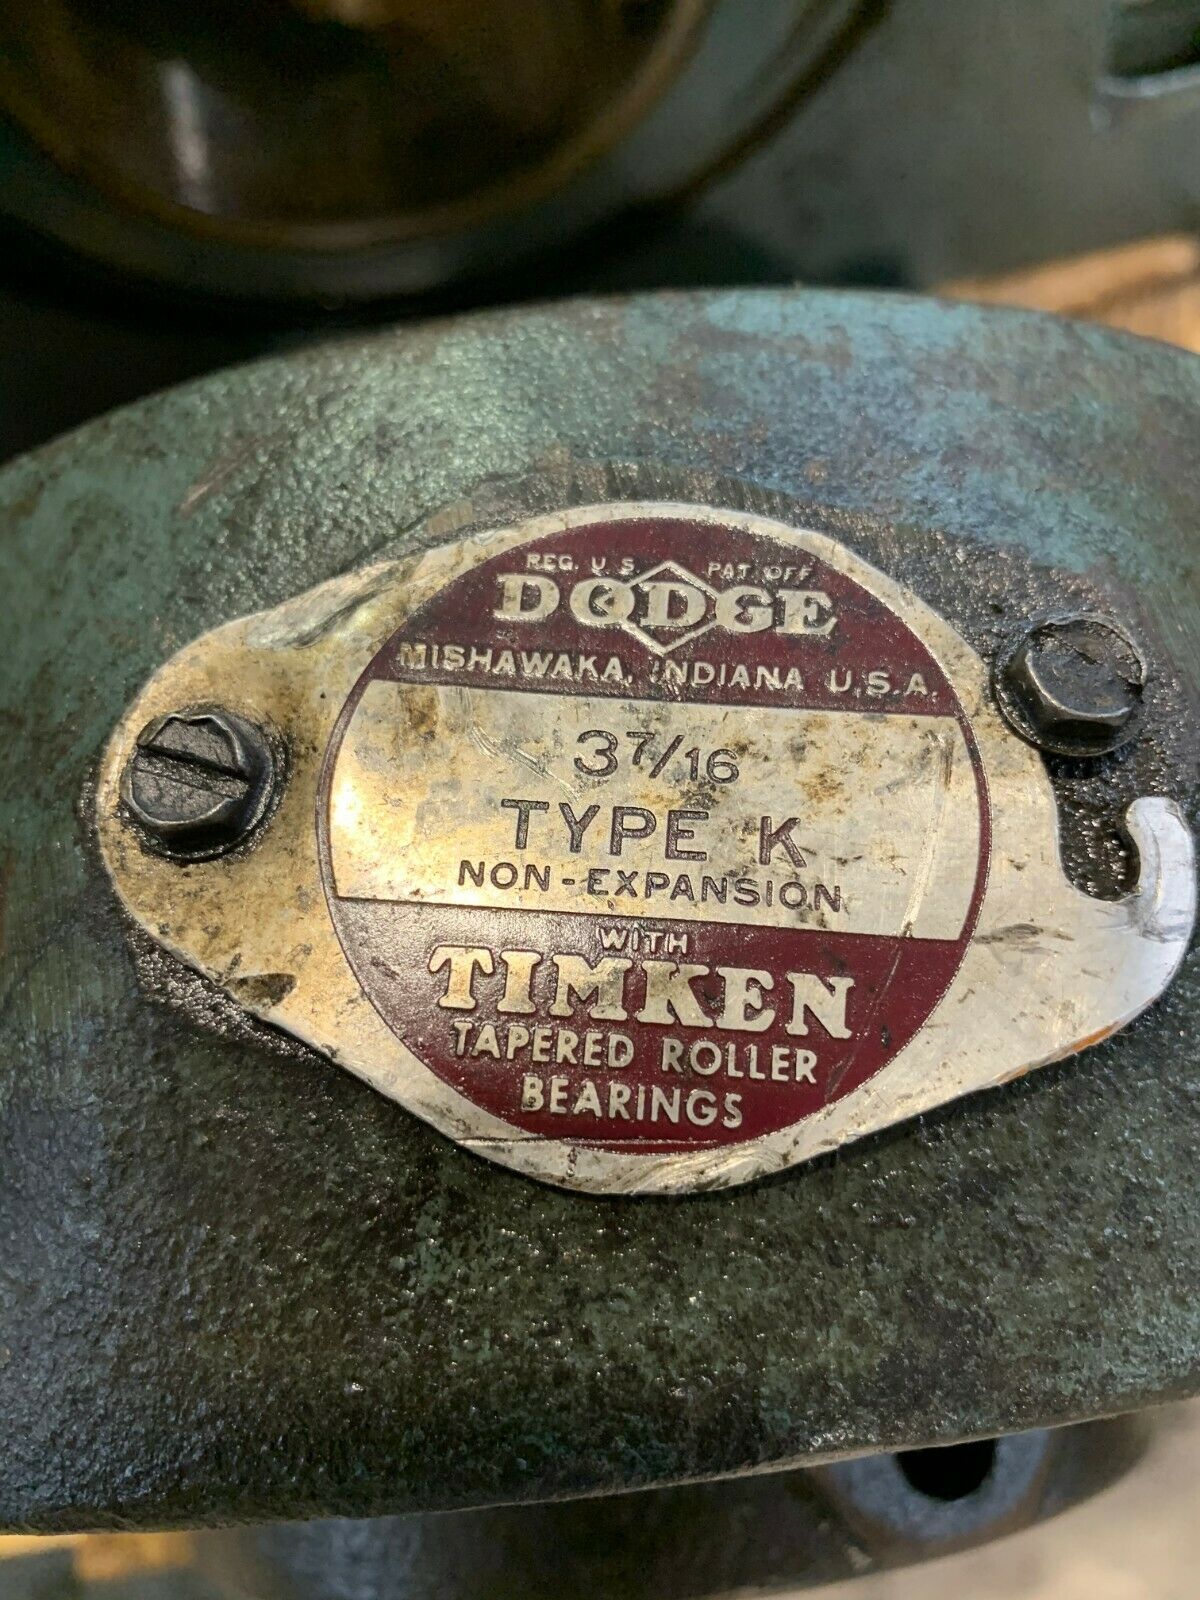 REG. U.S. PAT OFF
DODGE
MISHAWAKA, INDIANA U.S.A.
3 7/16
TYPE K
NON-EXPANSION
WITH
TIMKEN
TAPERED ROLLER
BEARINGS